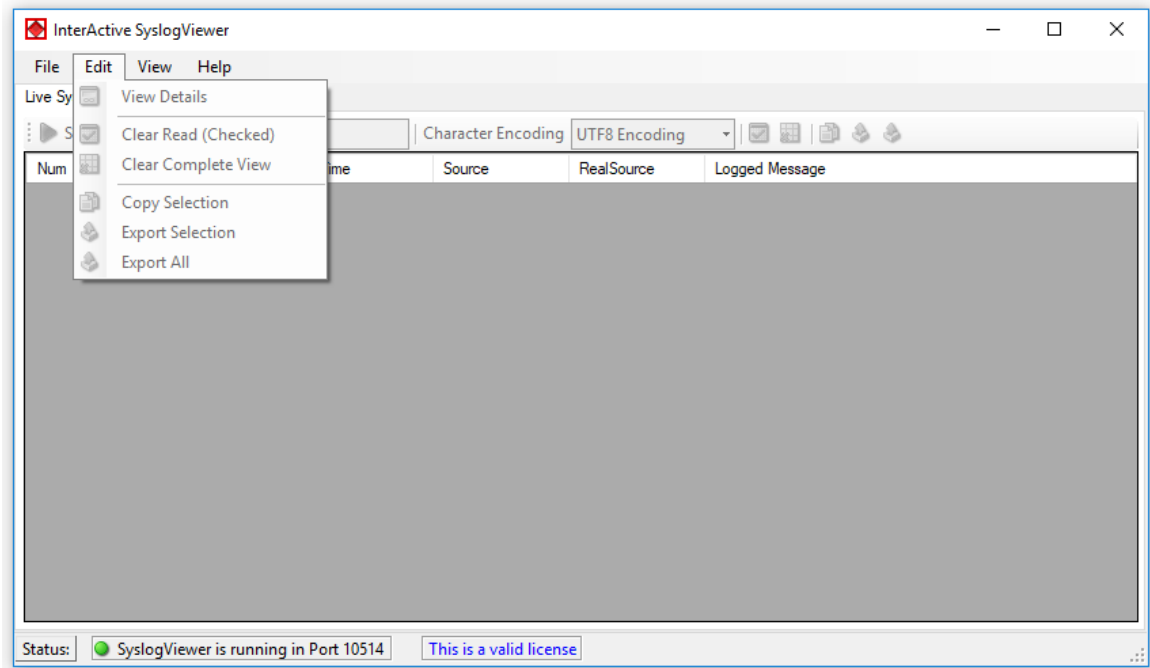 InterActive SyslogViewer
File Edit View Help
Live Sy
View Details
S Clear Read (Checked) Character Encoding UTF8 Encoding
Clear Complete View
Num ime Source RealSource Logged Message
Copy Selection
Export Selection
Export All
Status: SyslogViewer is running in Port 10514 This is a valid license